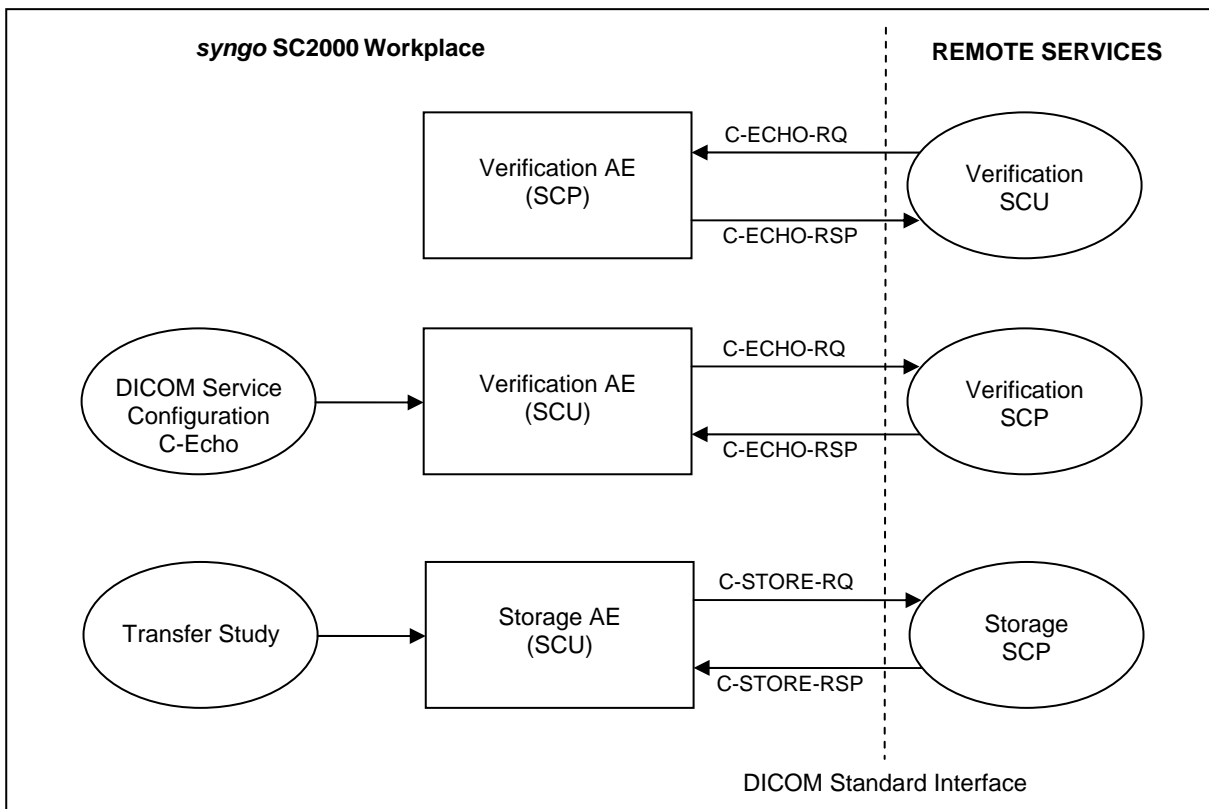 syngo SC2000 Workplace
REMOTE SERVICES
Verification AE
(SCP)
C-ECHO-RQ
C-ECHO-RSP
Verification
SCU
DICOM Service
Configuration
C-Echo
Verification AE
(SCU)
C-ECHO-RQ
C-ECHO-RSP
Verification
SCP
Transfer Study
Storage AE
(SCU)
C-STORE-RQ
C-STORE-RSP
Storage
SCP
DICOM Standard Interface